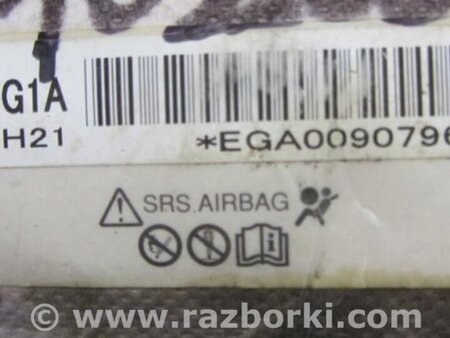 G1A
H21 *EGA0090796
SRS AIRBAG
www.razborki.com